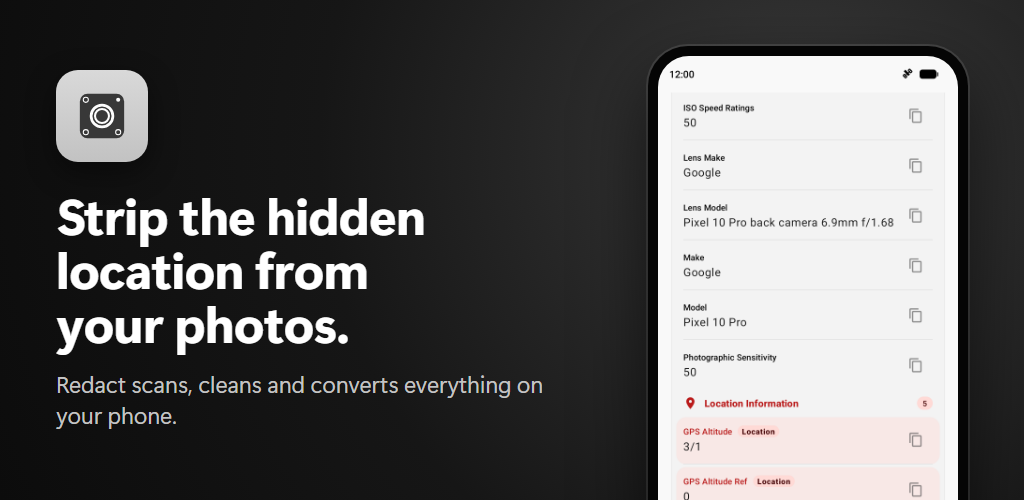 Strip the hidden
location from
your photos.
Redact scans, cleans and converts everything on
your phone.
12:00
ISO Speed Ratings
50
Lens Make
Google
Lens Model
Pixel 10 Pro back camera 6.9mm f/1.68
Make
Google
Model
Pixel 10 Pro
Photographic Sensitivity
50
Location Information 5
GPS Altitude Location
3/1
GPS Altitude Ref Location
0